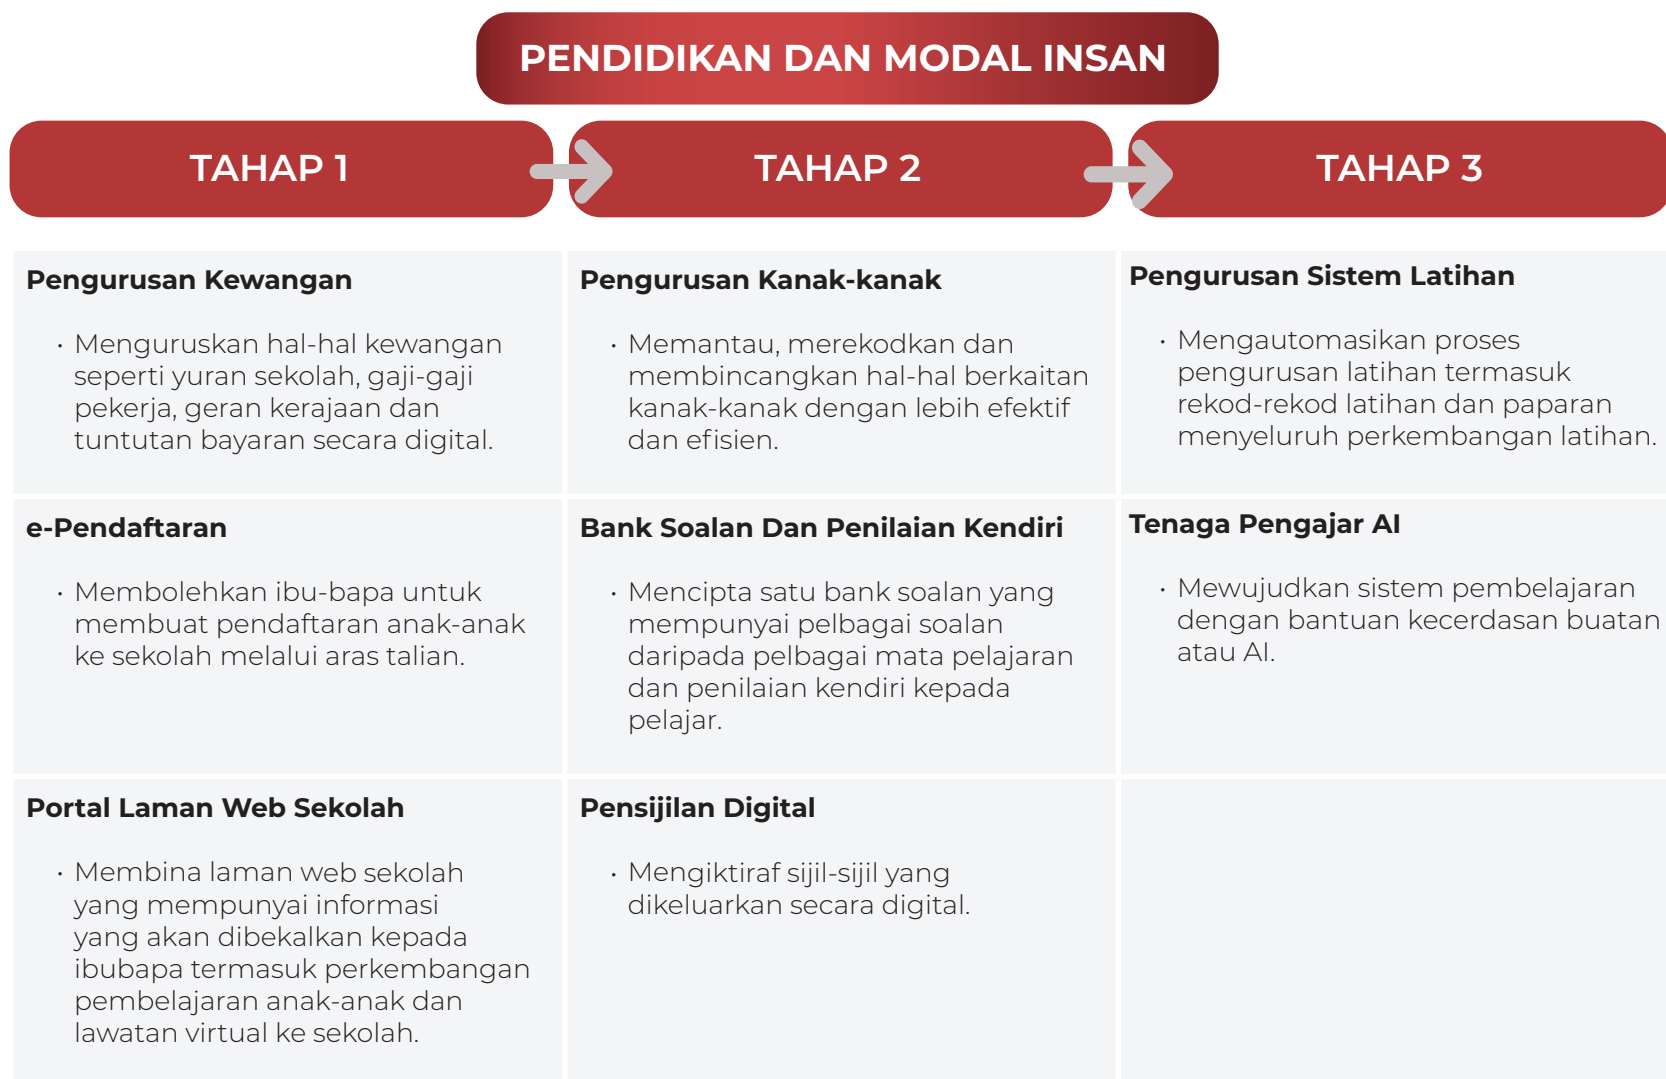 PENDIDIKAN DAN MODAL INSAN
TAHAP 1
TAHAP 2
TAHAP 3
Pengurusan Kewangan
· Menguruskan hal-hal kewangan
seperti yuran sekolah, gaji-gaji
pekerja, geran kerajaan dan
tuntutan bayaran secara digital.
Pengurusan Kanak-kanak
· Memantau, merekodkan dan
membincangkan hal-hal berkaitan
kanak-kanak dengan lebih efektif
dan efisien.
Pengurusan Sistem Latihan
· Mengautomasikan proses
pengurusan latihan termasuk
rekod-rekod latihan dan paparan
menyeluruh perkembangan latihan.
e-Pendaftaran
· Membolehkan ibu-bapa untuk
membuat pendaftaran anak-anak
ke sekolah melalui aras talian.
Bank Soalan Dan Penilaian Kendiri
· Mencipta satu bank soalan yang
mempunyai pelbagai soalan
daripada pelbagai mata pelajaran
dan penilaian kendiri kepada
pelajar.
Tenaga Pengajar AI
· Mewujudkan sistem pembelajaran
dengan bantuan kecerdasan buatan
atau AI.
Portal Laman Web Sekolah
· Membina laman web sekolah
yang mempunyai informasi
yang akan dibekalkan kepada
ibubapa termasuk perkembangan
pembelajaran anak-anak dan
lawatan virtual ke sekolah.
Pensijilan Digital
· Mengiktiraf sijil-sijil yang
dikeluarkan secara digital.